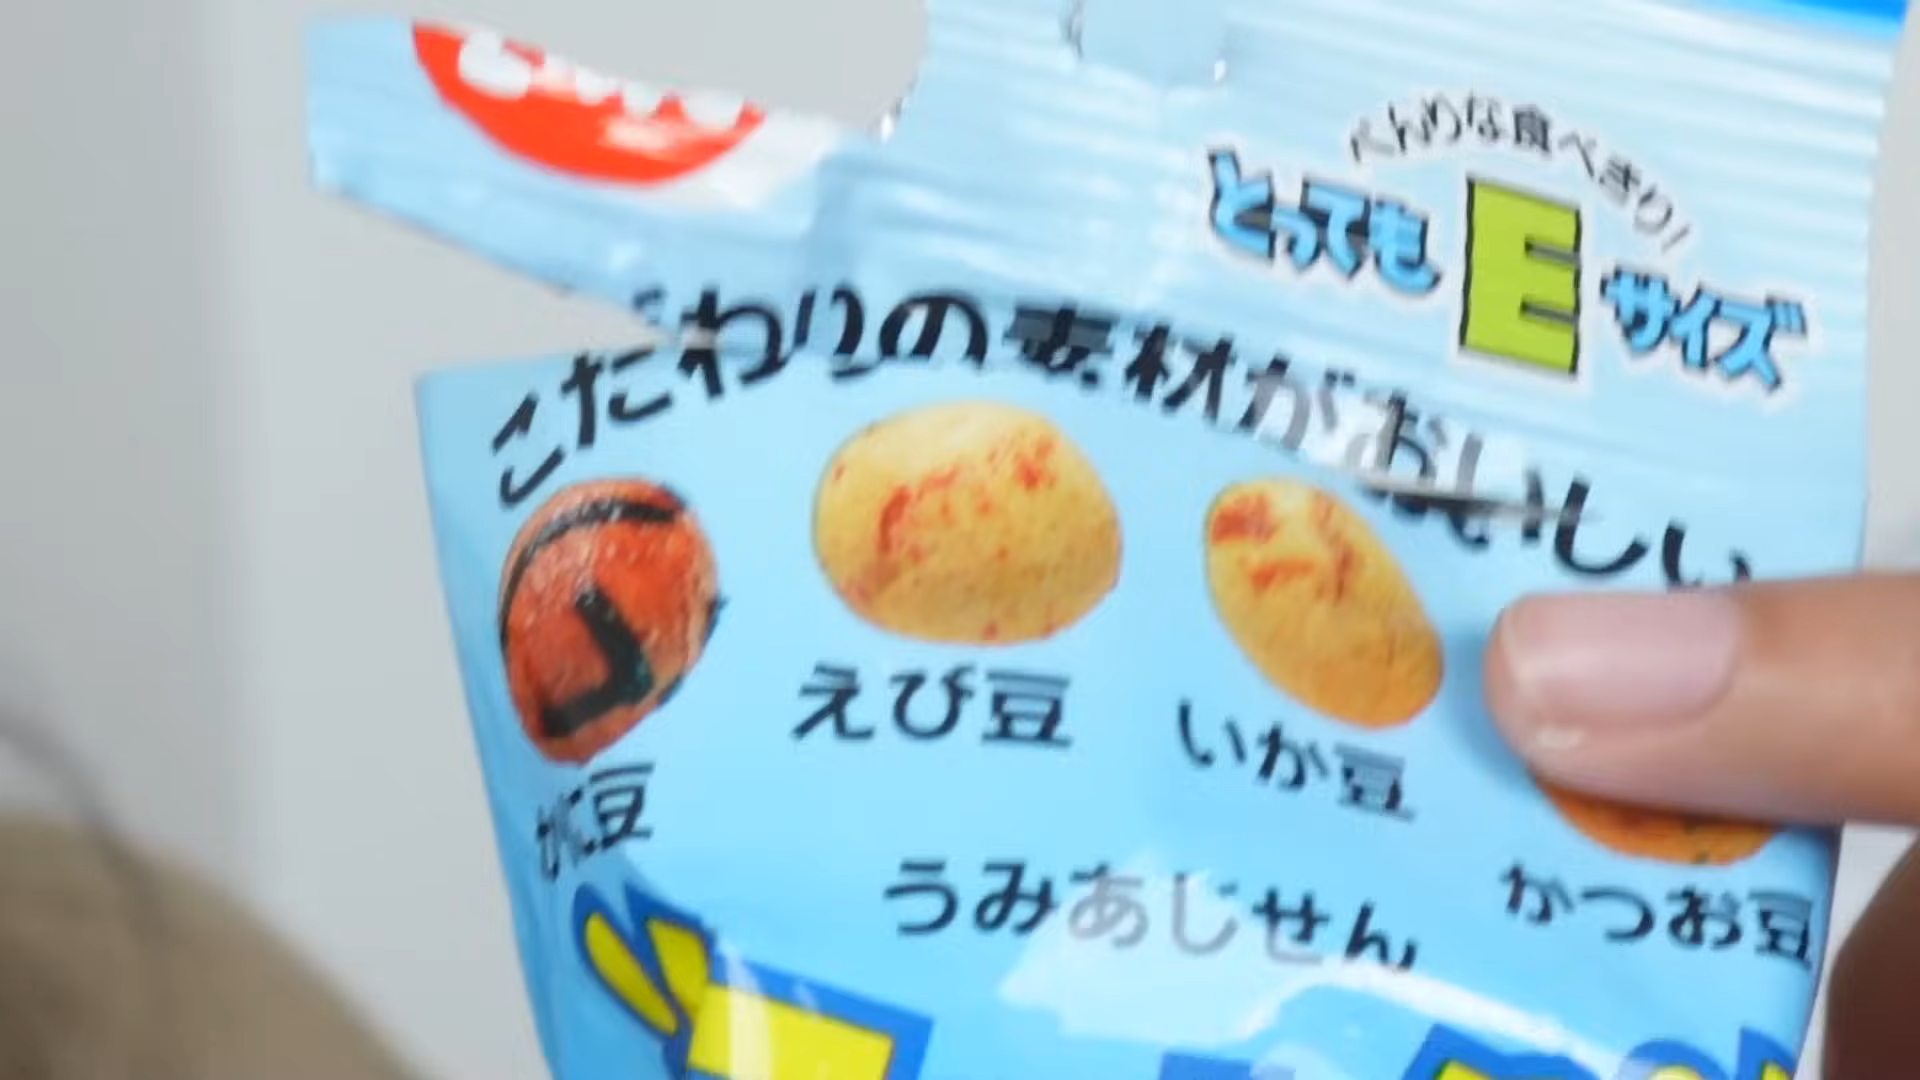 べんりな食べきり!
とってもEサイズ
こだわりの素材がおいしい
えび豆
いか豆
かに豆
かつお豆
うみあじせん